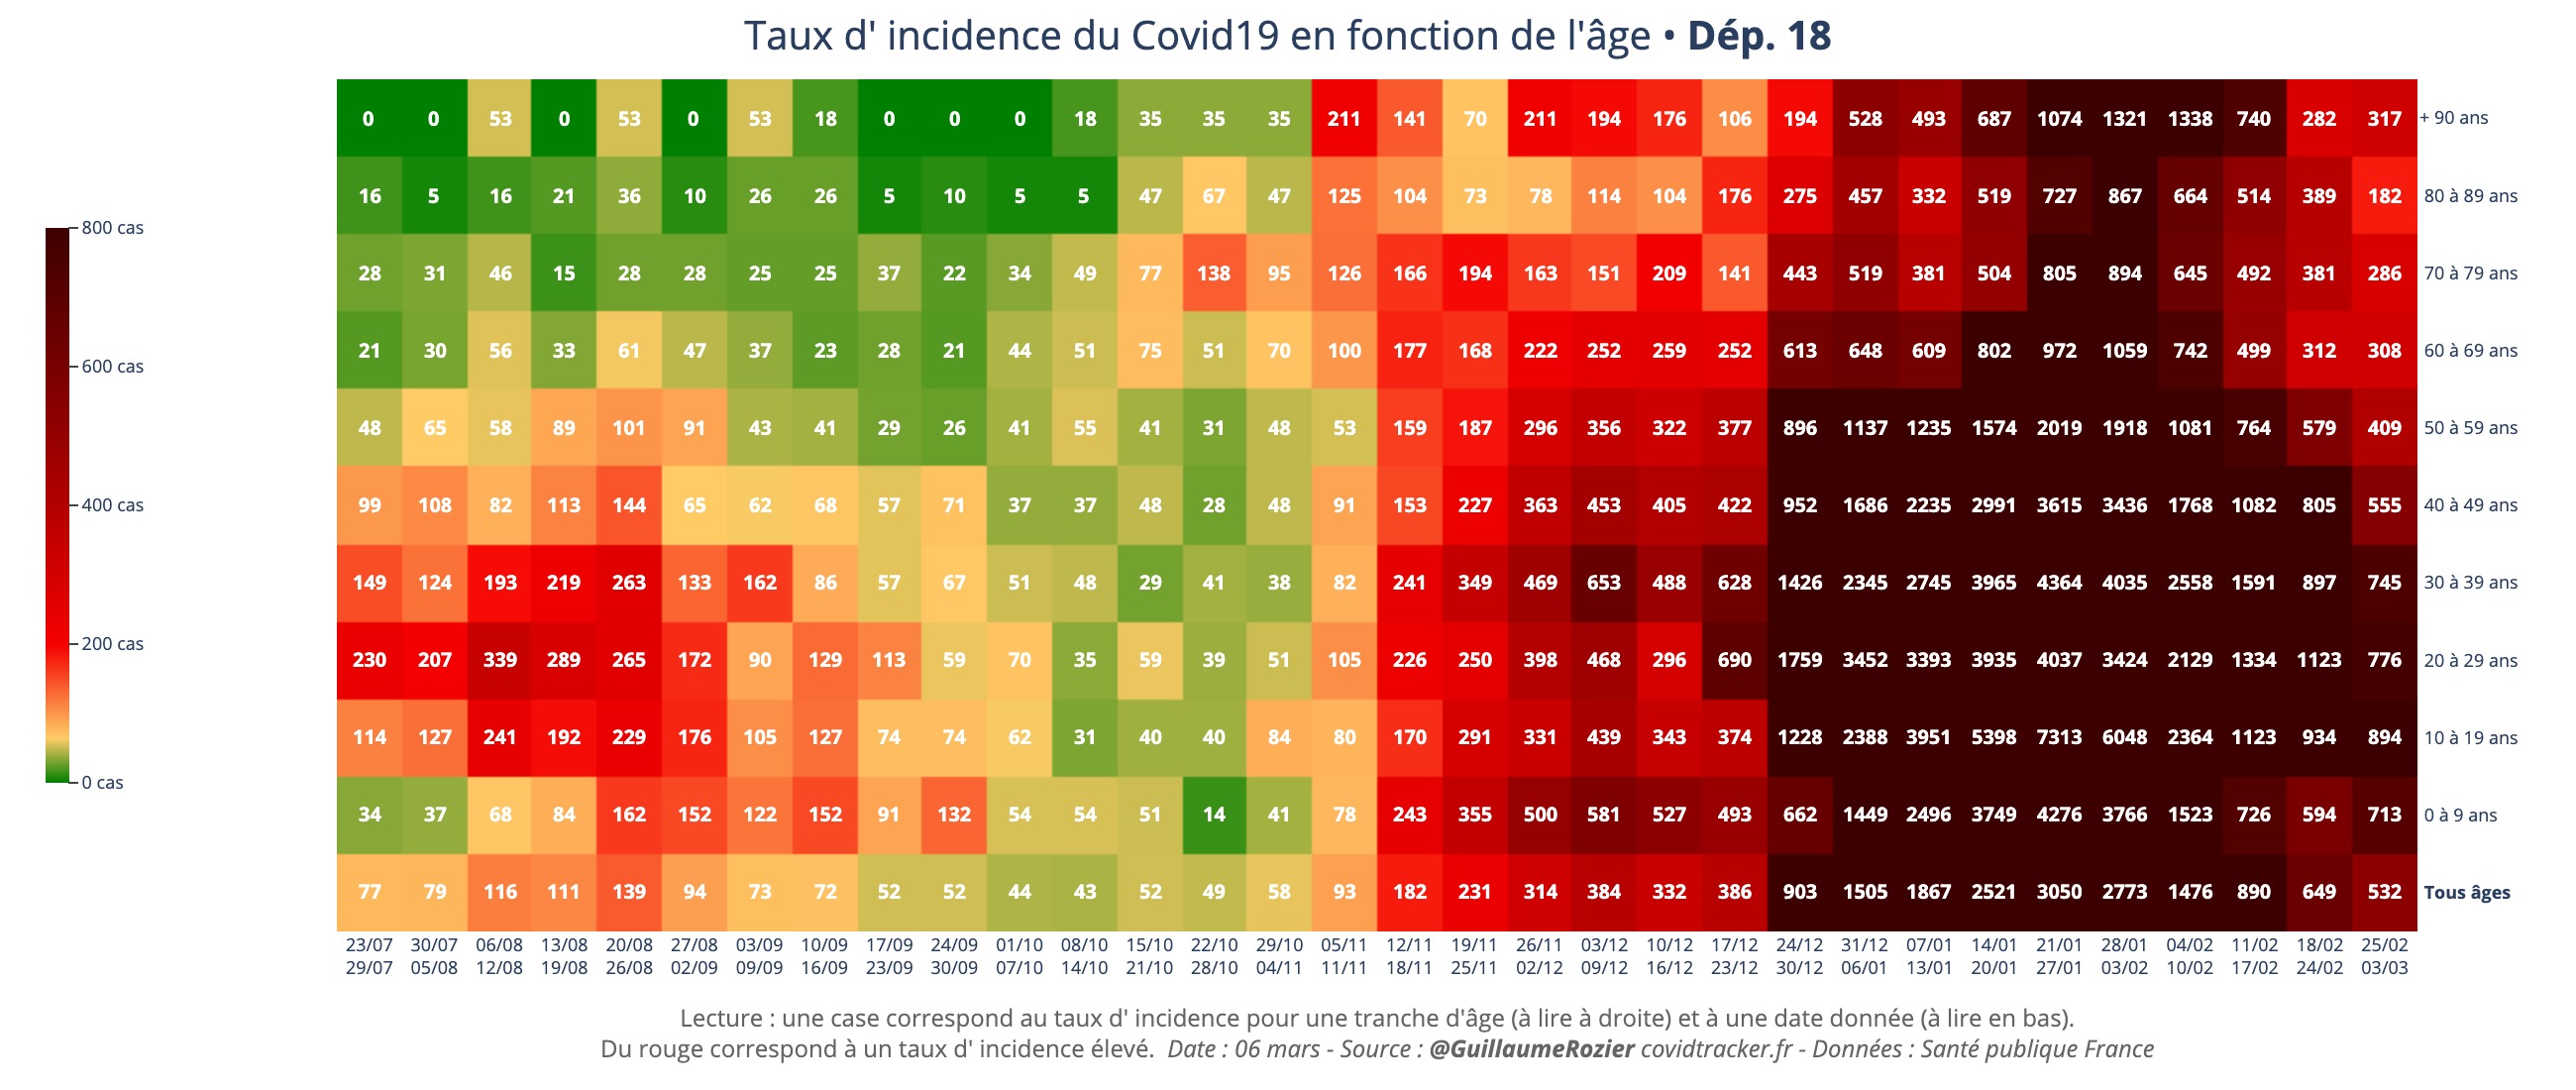 Taux d' incidence du Covid19 en fonction de l'âge • Dép. 18
800 cas
600 cas
400 cas
200 cas
0 cas
0 0 53 0 53 0 53 18 0 0 0 18 35 35 35 211 141 70 211 194 176 106 194 528 493 687 1074 1321 1338 740 282 317 + 90 ans
16 5 16 21 36 10 26 26 5 10 5 5 47 67 47 125 104 73 78 114 104 176 275 457 332 519 727 867 664 514 389 182 80 à 89 ans
28 31 46 15 28 28 25 25 37 22 34 49 77 138 95 126 166 194 163 151 209 141 443 519 381 504 805 894 645 492 381 286 70 à 79 ans
21 30 56 33 61 47 37 23 28 21 44 51 75 51 70 100 177 168 222 252 259 252 613 648 609 802 972 1059 742 499 312 308 60 à 69 ans
48 65 58 89 101 91 43 41 29 26 41 55 41 31 48 53 159 187 296 356 322 377 896 1137 1235 1574 2019 1918 1081 764 579 409 50 à 59 ans
99 108 82 113 144 65 62 68 57 71 37 37 48 28 48 91 153 227 363 453 405 422 952 1686 2235 2991 3615 3436 1768 1082 805 555 40 à 49 ans
149 124 193 219 263 133 162 86 57 67 51 48 29 41 38 82 241 349 469 653 488 628 1426 2345 2745 3965 4364 4035 2558 1591 897 745 30 à 39 ans
230 207 339 289 265 172 90 129 113 59 70 35 59 39 51 105 226 250 398 468 296 690 1759 3452 3393 3935 4037 3424 2129 1334 1123 776 20 à 29 ans
114 127 241 192 229 176 105 127 74 74 62 31 40 40 84 80 170 291 331 439 343 374 1228 2388 3951 5398 7313 6048 2364 1123 934 894 10 à 19 ans
34 37 68 84 162 152 122 152 91 132 54 54 51 14 41 78 243 355 500 581 527 493 662 1449 2496 3749 4276 3766 1523 726 594 713 0 à 9 ans
77 79 116 111 139 94 73 72 52 52 44 43 52 49 58 93 182 231 314 384 332 386 903 1505 1867 2521 3050 2773 1476 890 649 532 Tous âges
23/07 30/07 06/08 13/08 20/08 27/08 03/09 10/09 17/09 24/09 01/10 08/10 15/10 22/10 29/10 05/11 12/11 19/11 26/11 03/12 10/12 17/12 24/12 31/12 07/01 14/01 21/01 28/01 04/02 11/02 18/02 25/02
29/07 05/08 12/08 19/08 26/08 02/09 09/09 16/09 23/09 30/09 07/10 14/10 21/10 28/10 04/11 11/11 18/11 25/11 02/12 09/12 16/12 23/12 30/12 06/01 13/01 20/01 27/01 03/02 10/02 17/02 24/02 03/03
Lecture : une case correspond au taux d' incidence pour une tranche d'âge (à lire à droite) et à une date donnée (à lire en bas).
Du rouge correspond à un taux d' incidence élevé. Date : 06 mars - Source : @GuillaumeRozier covidtracker.fr - Données : Santé publique France